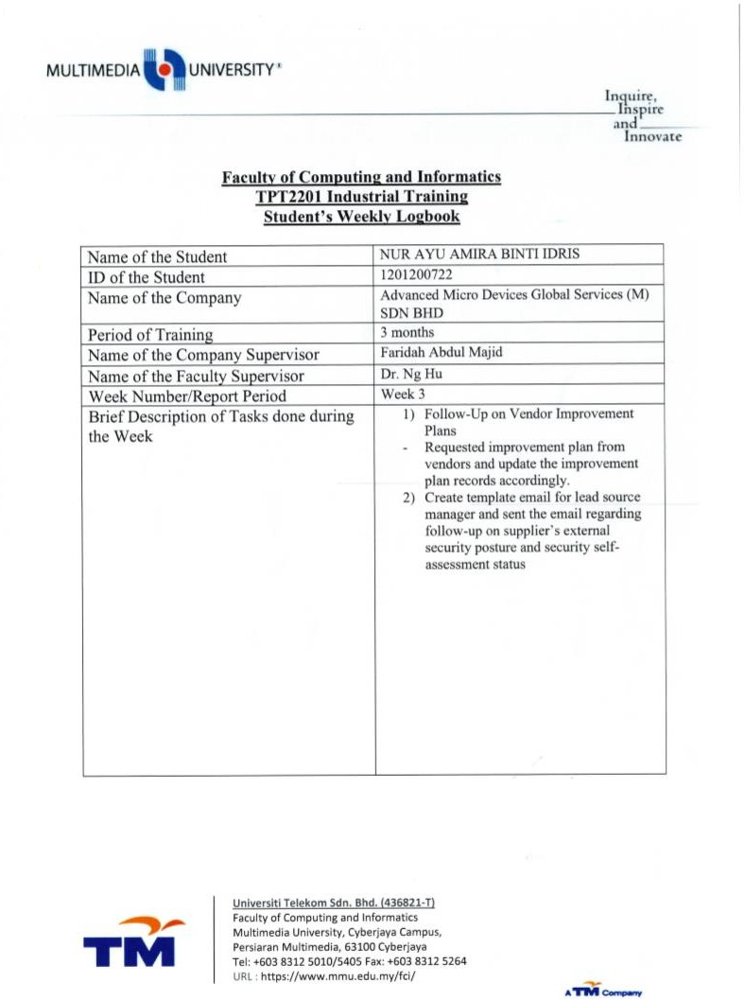 MULTIMEDIA UNIVERSITY®
Inquire,
Inspire
and
Innovate
Faculty of Computing and Informatics
TPT2201 Industrial Training
Student's Weekly Logbook
Name of the Student NUR AYU AMIRA BINTI IDRIS
ID of the Student 1201200722
Name of the Company Advanced Micro Devices Global Services (M)
SDN BHD
Period of Training 3 months
Name of the Company Supervisor Faridah Abdul Majid
Name of the Faculty Supervisor Dr. Ng Hu
Week Number/Report Period Week 3
Brief Description of Tasks done during
the Week
1) Follow-Up on Vendor Improvement
Plans
- Requested improvement plan from
vendors and update the improvement
plan records accordingly.
2) Create template email for lead source
manager and sent the email regarding
follow-up on supplier's external
security posture and security self-
assessment status
TM
Universiti Telekom Sdn. Bhd. (436821-T)
Faculty of Computing and Informatics
Multimedia University, Cyberjaya Campus,
Persiaran Multimedia, 63100 Cyberjaya
Tel: +603 8312 5010/5405 Fax: +603 8312 5264
URL : https://www.mmu.edu.my/fci/
A TM Company